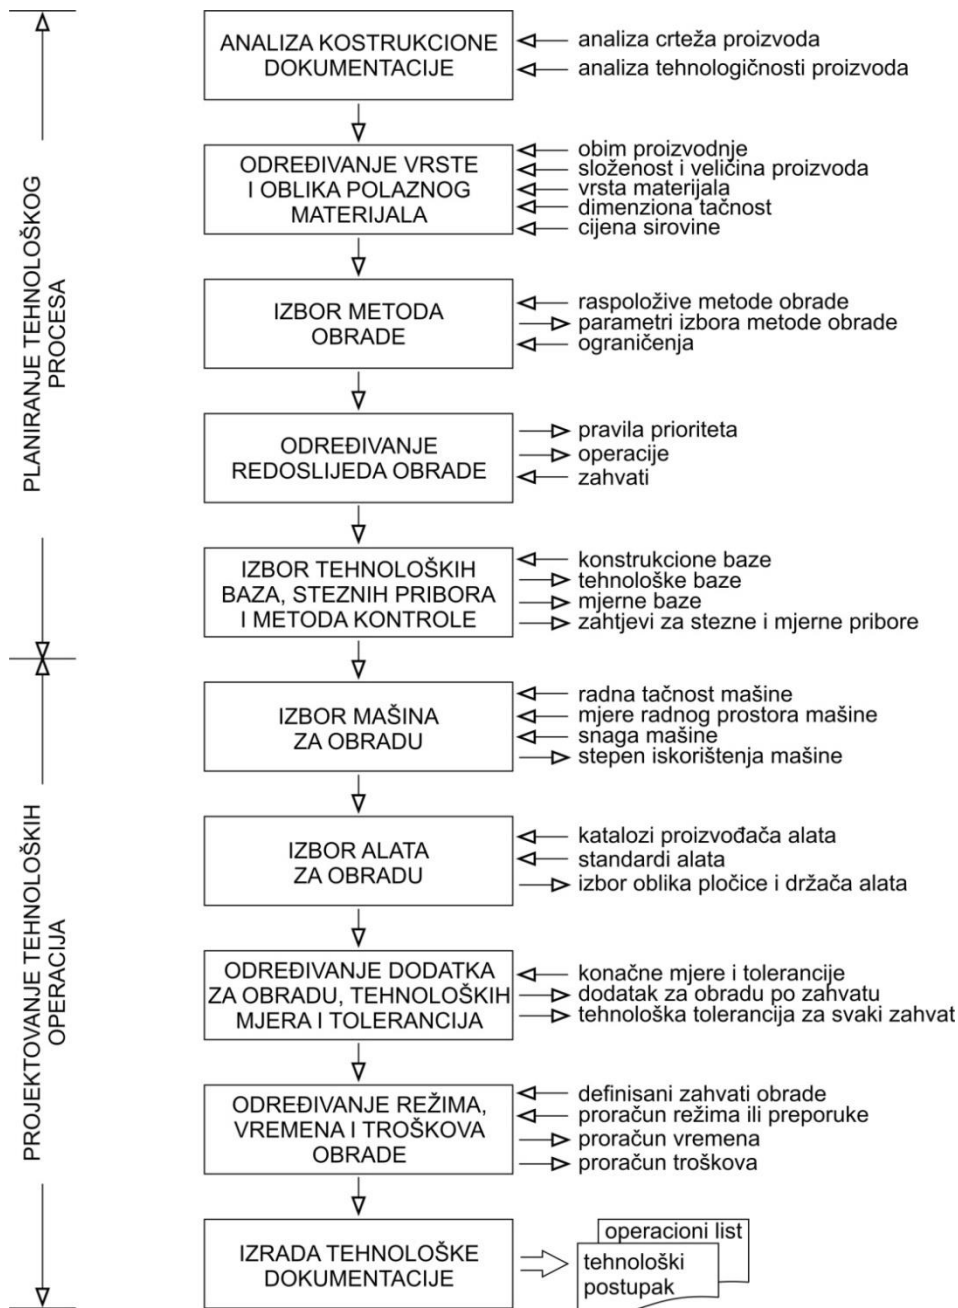 PLANIRANJE TEHNOLOŠKOG
PROCESA
ANALIZA KOSTRUKCIONE
DOKUMENTACIJE
analiza crteža proizvoda
analiza tehnologičnosti proizvoda
ODREĐIVANJE VRSTE
I OBLIKA POLAZNOG
MATERIJALA
obim proizvodnje
složenost i veličina proizvoda
vrsta materijala
dimenziona tačnost
cijena sirovine
IZBOR METODA
OBRADE
raspoložive metode obrade
parametri izbora metode obrade
ograničenja
ODREĐIVANJE
REDOSLIJEDA OBRADE
pravila prioriteta
operacije
zahvati
IZBOR TEHNOLOŠKIH
BAZA, STEZNIH PRIBORA
I METODA KONTROLE
konstrukcione baze
tehnološke baze
mjerne baze
zahtjevi za stezne i mjerne pribore
PROJEKTOVANJE TEHNOLOŠKIH
OPERACIJA
IZBOR MAŠINA
ZA OBRADU
radna tačnost mašine
mjere radnog prostora mašine
snaga mašine
stepen iskorištenja mašine
IZBOR ALATA
ZA OBRADU
katalozi proizvođača alata
standardi alata
izbor oblika pločice i držača alata
ODREĐIVANJE DODATKA
ZA OBRADU, TEHNOLOŠKIH
MJERA I TOLERANCIJA
konačne mjere i tolerancije
dodatak za obradu po zahvatu
tehnološka tolerancija za svaki zahvat
ODREĐIVANJE REŽIMA,
VREMENA I TROŠKOVA
OBRADE
definisani zahvati obrade
proračun režima ili preporuke
proračun vremena
proračun troškova
IZRADA TEHNOLOŠKE
DOKUMENTACIJE
operacioni list
tehnološki
postupak